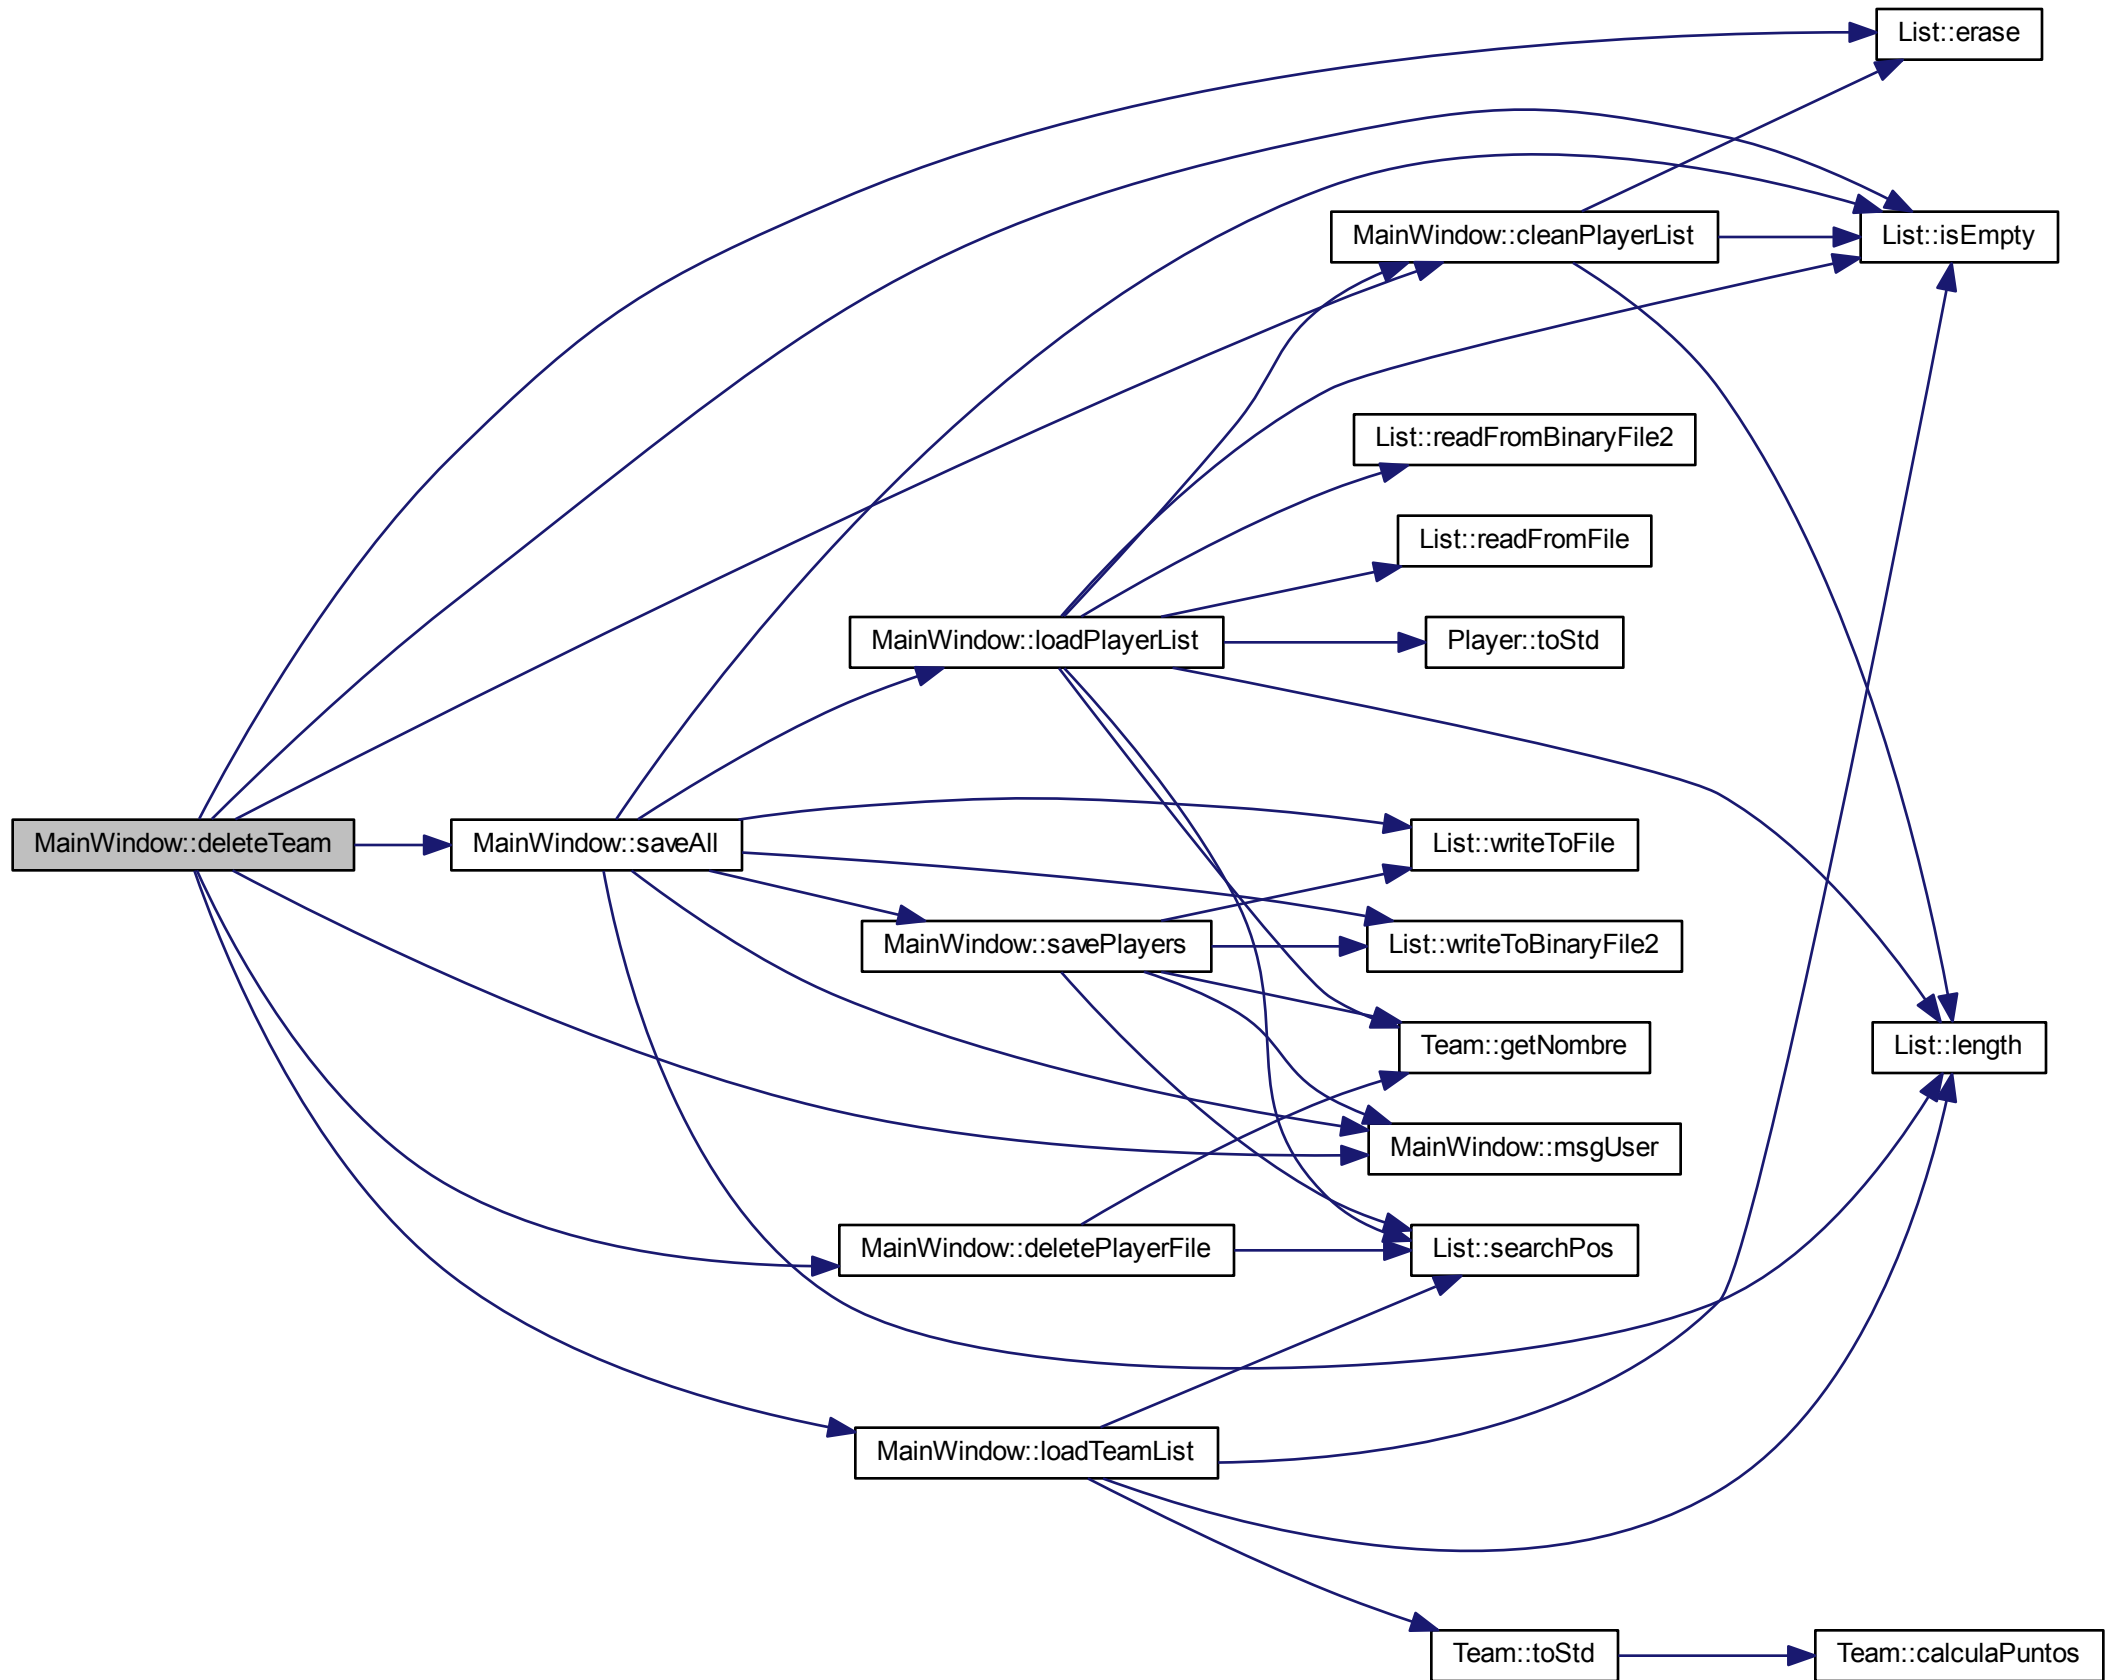 List::erase
MainWindow::cleanPlayerList
List::isEmpty
List::readFromBinaryFile2
List::readFromFile
MainWindow::loadPlayerList
Player::toStd
MainWindow::deleteTeam
MainWindow::saveAll
List::writeToFile
MainWindow::savePlayers
List::writeToBinaryFile2
Team::getNombre
List::length
MainWindow::msgUser
MainWindow::deletePlayerFile
List::searchPos
MainWindow::loadTeamList
Team::toStd
Team::calculaPuntos